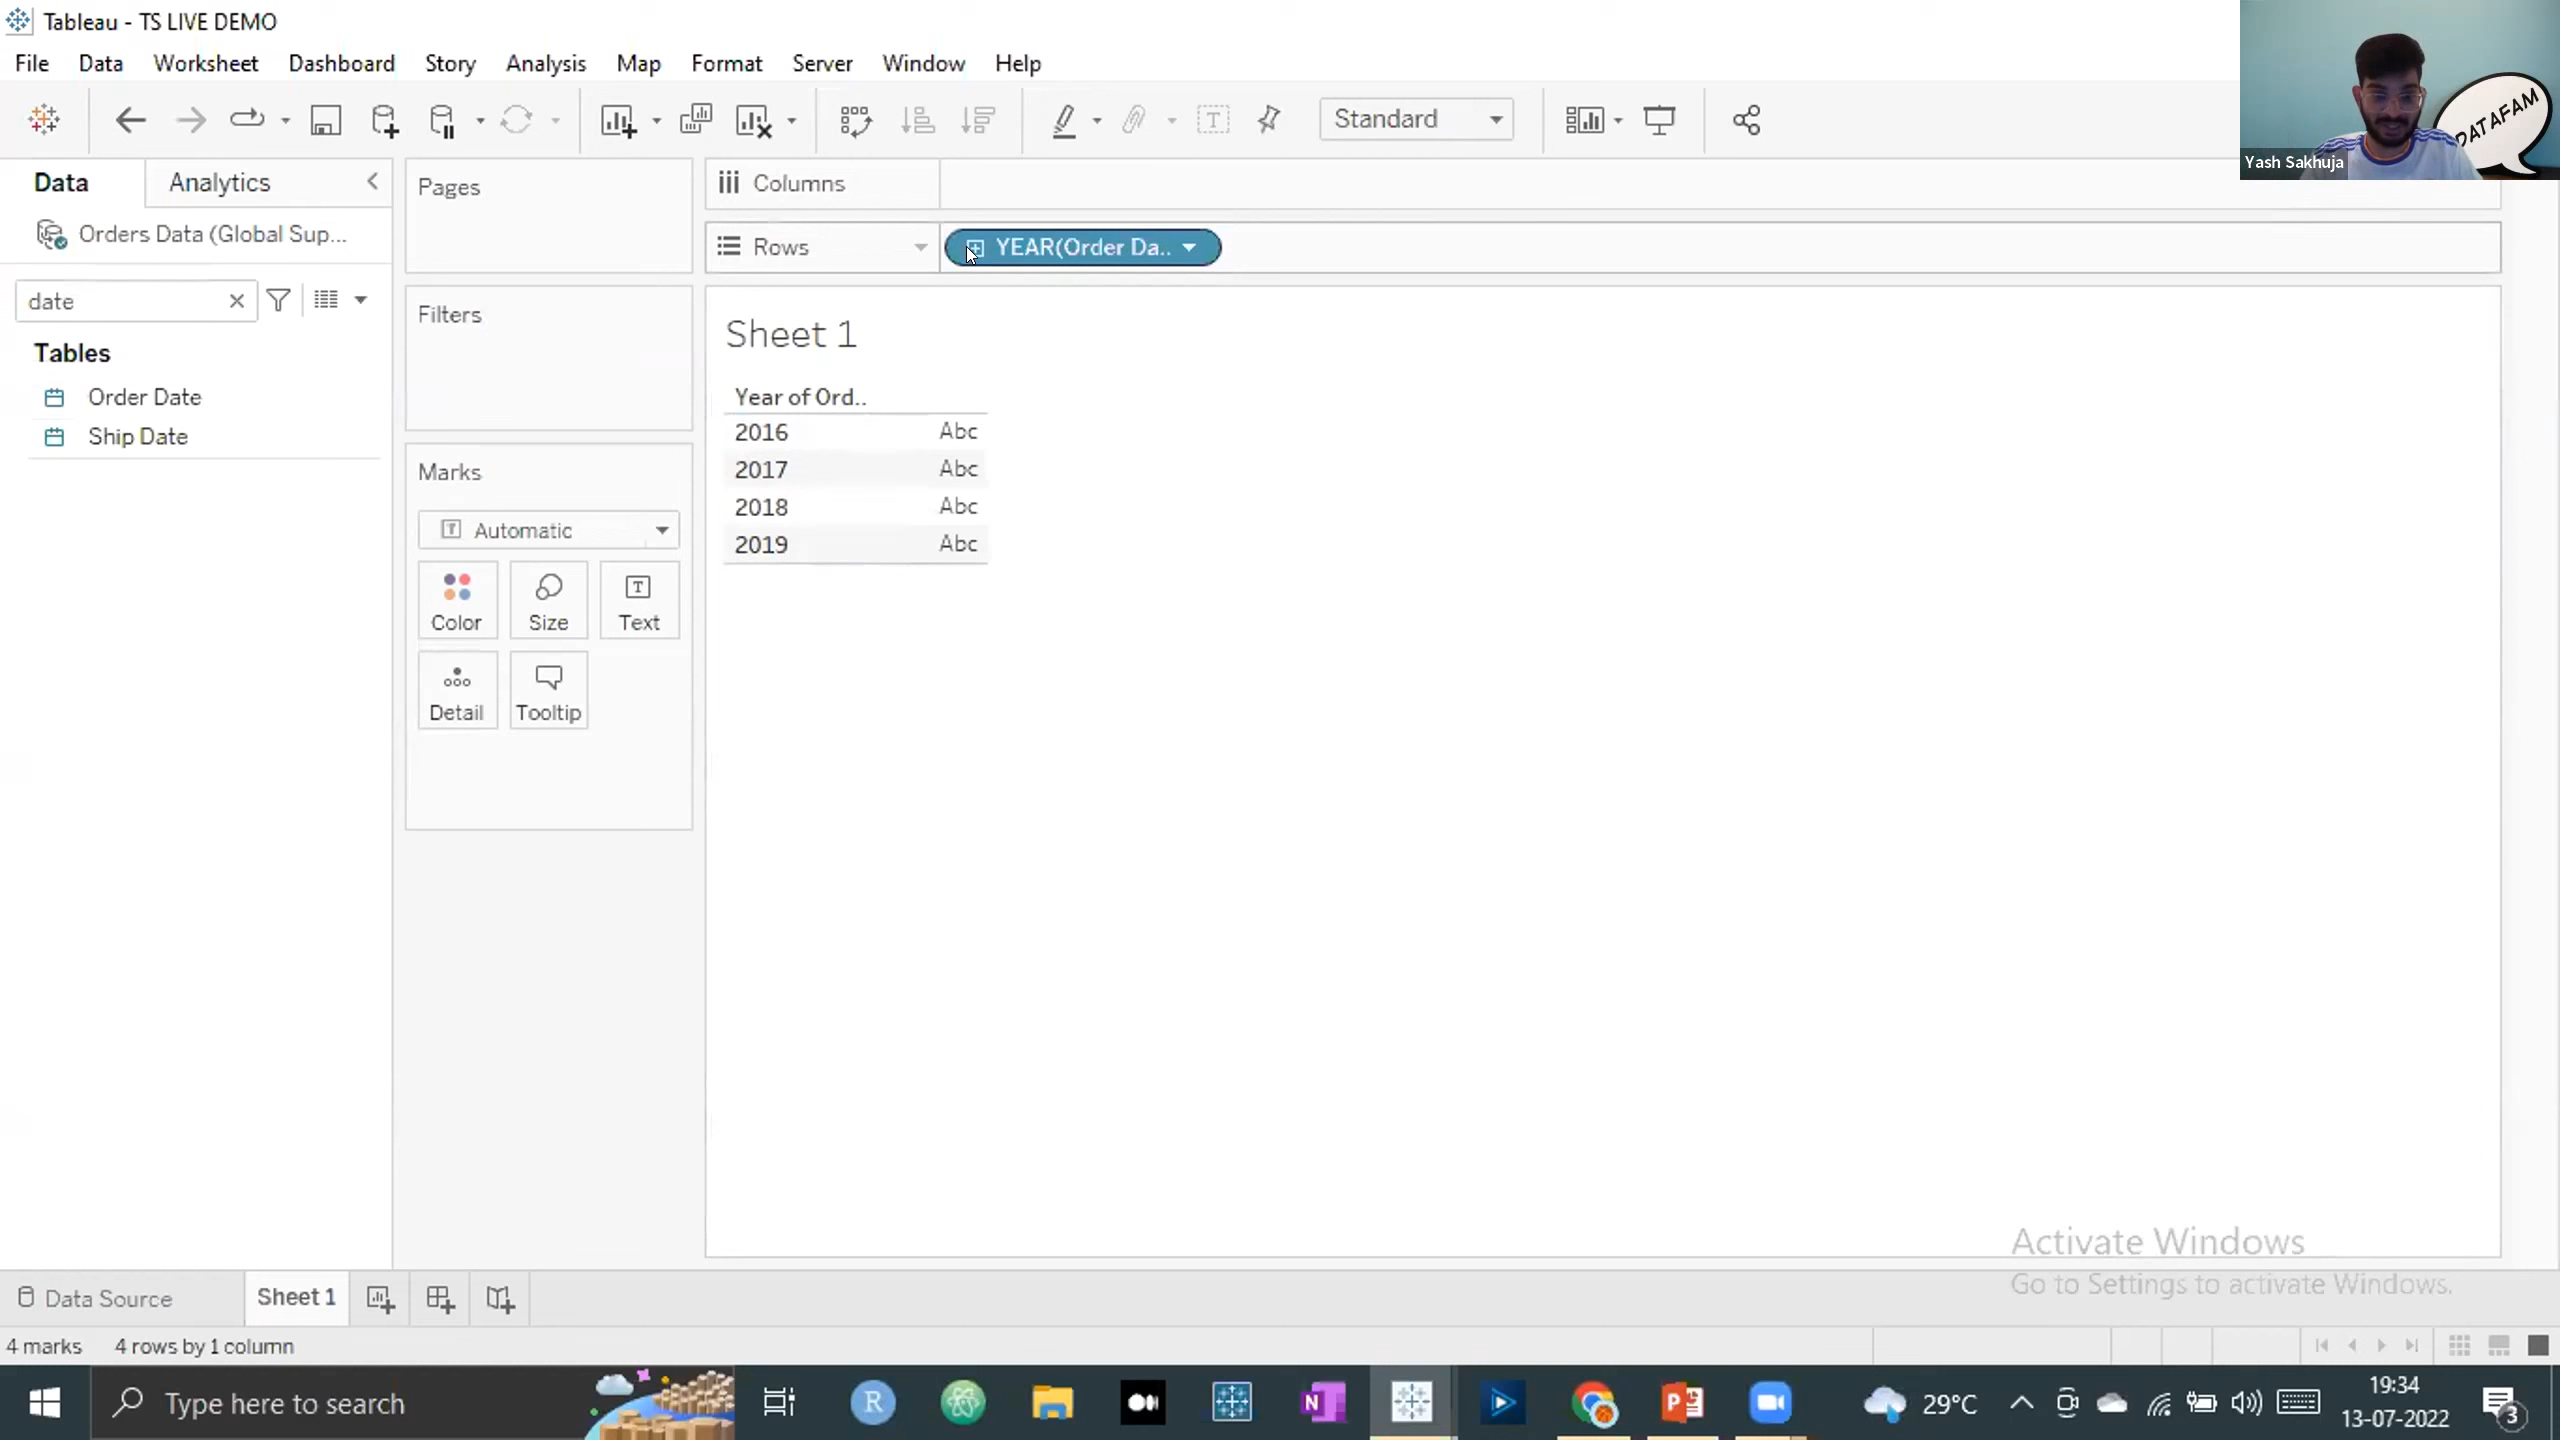 Tableau - TS LIVE DEMO
File Data Worksheet Dashboard Story Analysis Map Format Server Window Help
Standard
DATAFAM
Yash Sakhuja
Data Analytics
Pages
Columns
Orders Data (Global Sup...
Rows
YEAR(Order Da..
date
Filters
Tables
Order Date
Ship Date
Sheet 1
Year of Ord..
2016 Abc
2017 Abc
2018 Abc
2019 Abc
Marks
Automatic
Color Size Text
Detail Tooltip
Activate Windows
Go to Settings to activate Windows.
Data Source Sheet 1
4 marks 4 rows by 1 column
Type here to search
29°C
19:34
13-07-2022
3